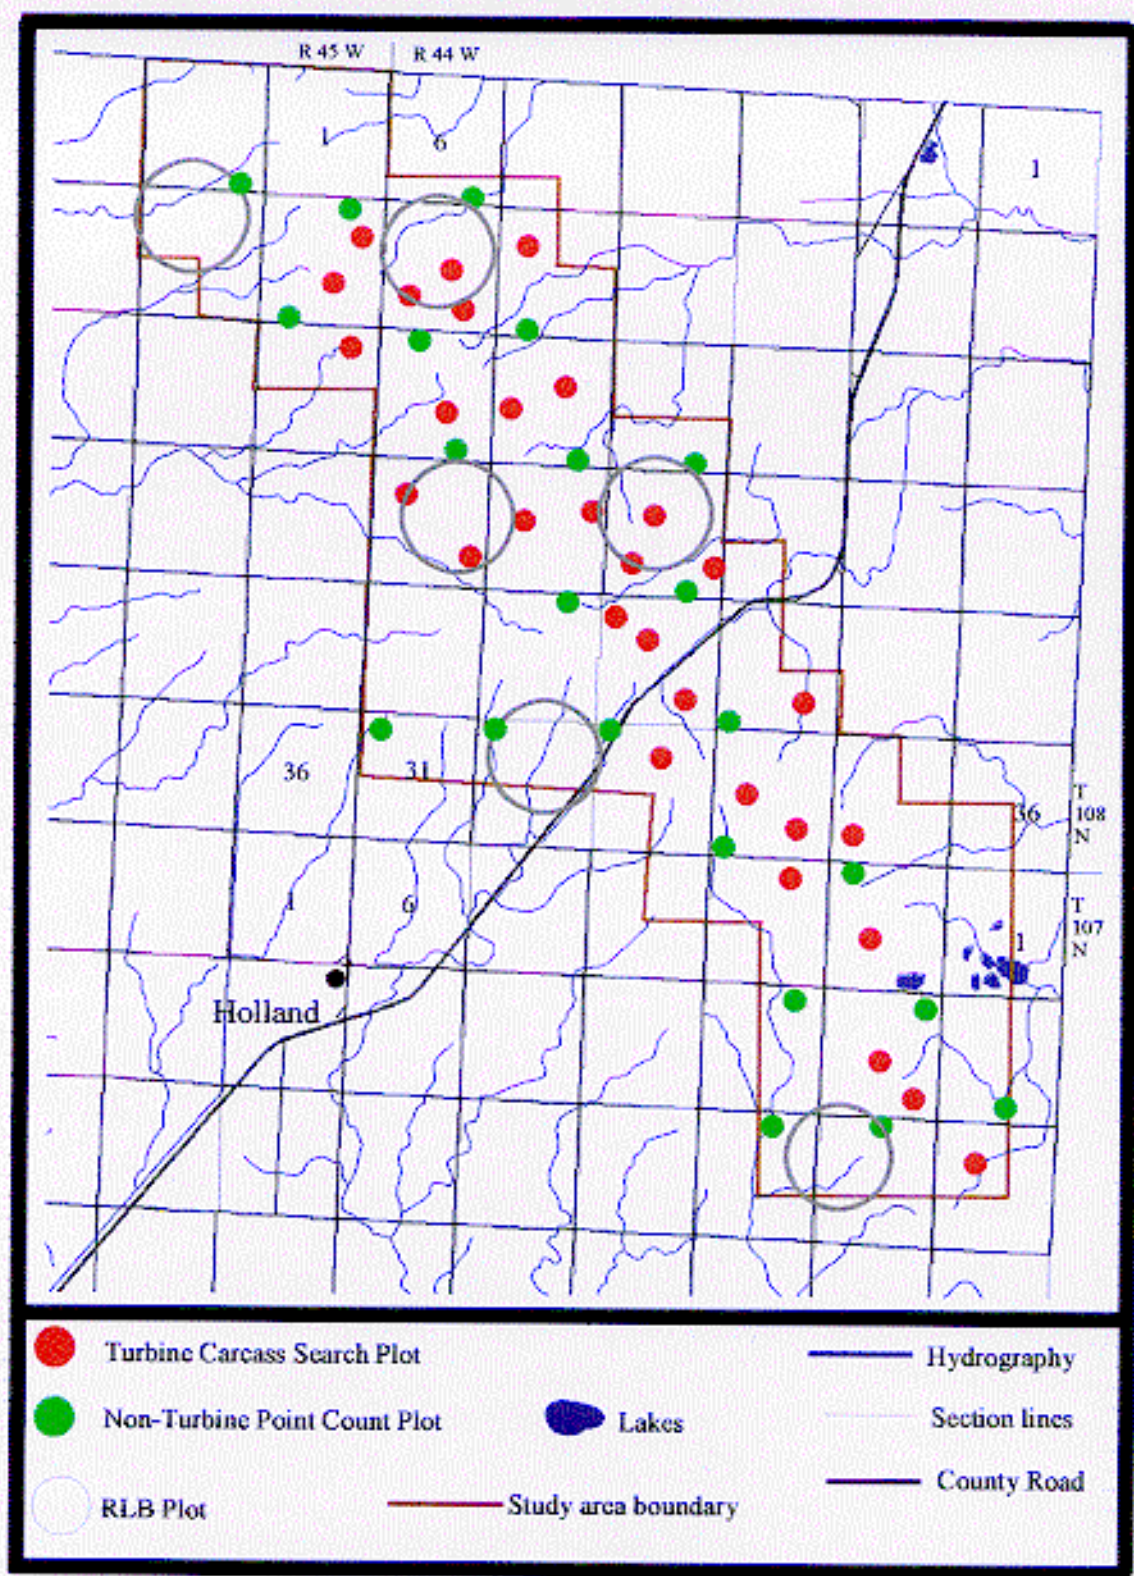 R 45 W R 44 W
1 6 1
36 31 36
T
108
N
1 6
T
107
N
1
Holland
Turbine Carcass Search Plot
Hydrography
Non-Turbine Point Count Plot
Lakes
Section lines
RLB Plot
Study area boundary
County Road